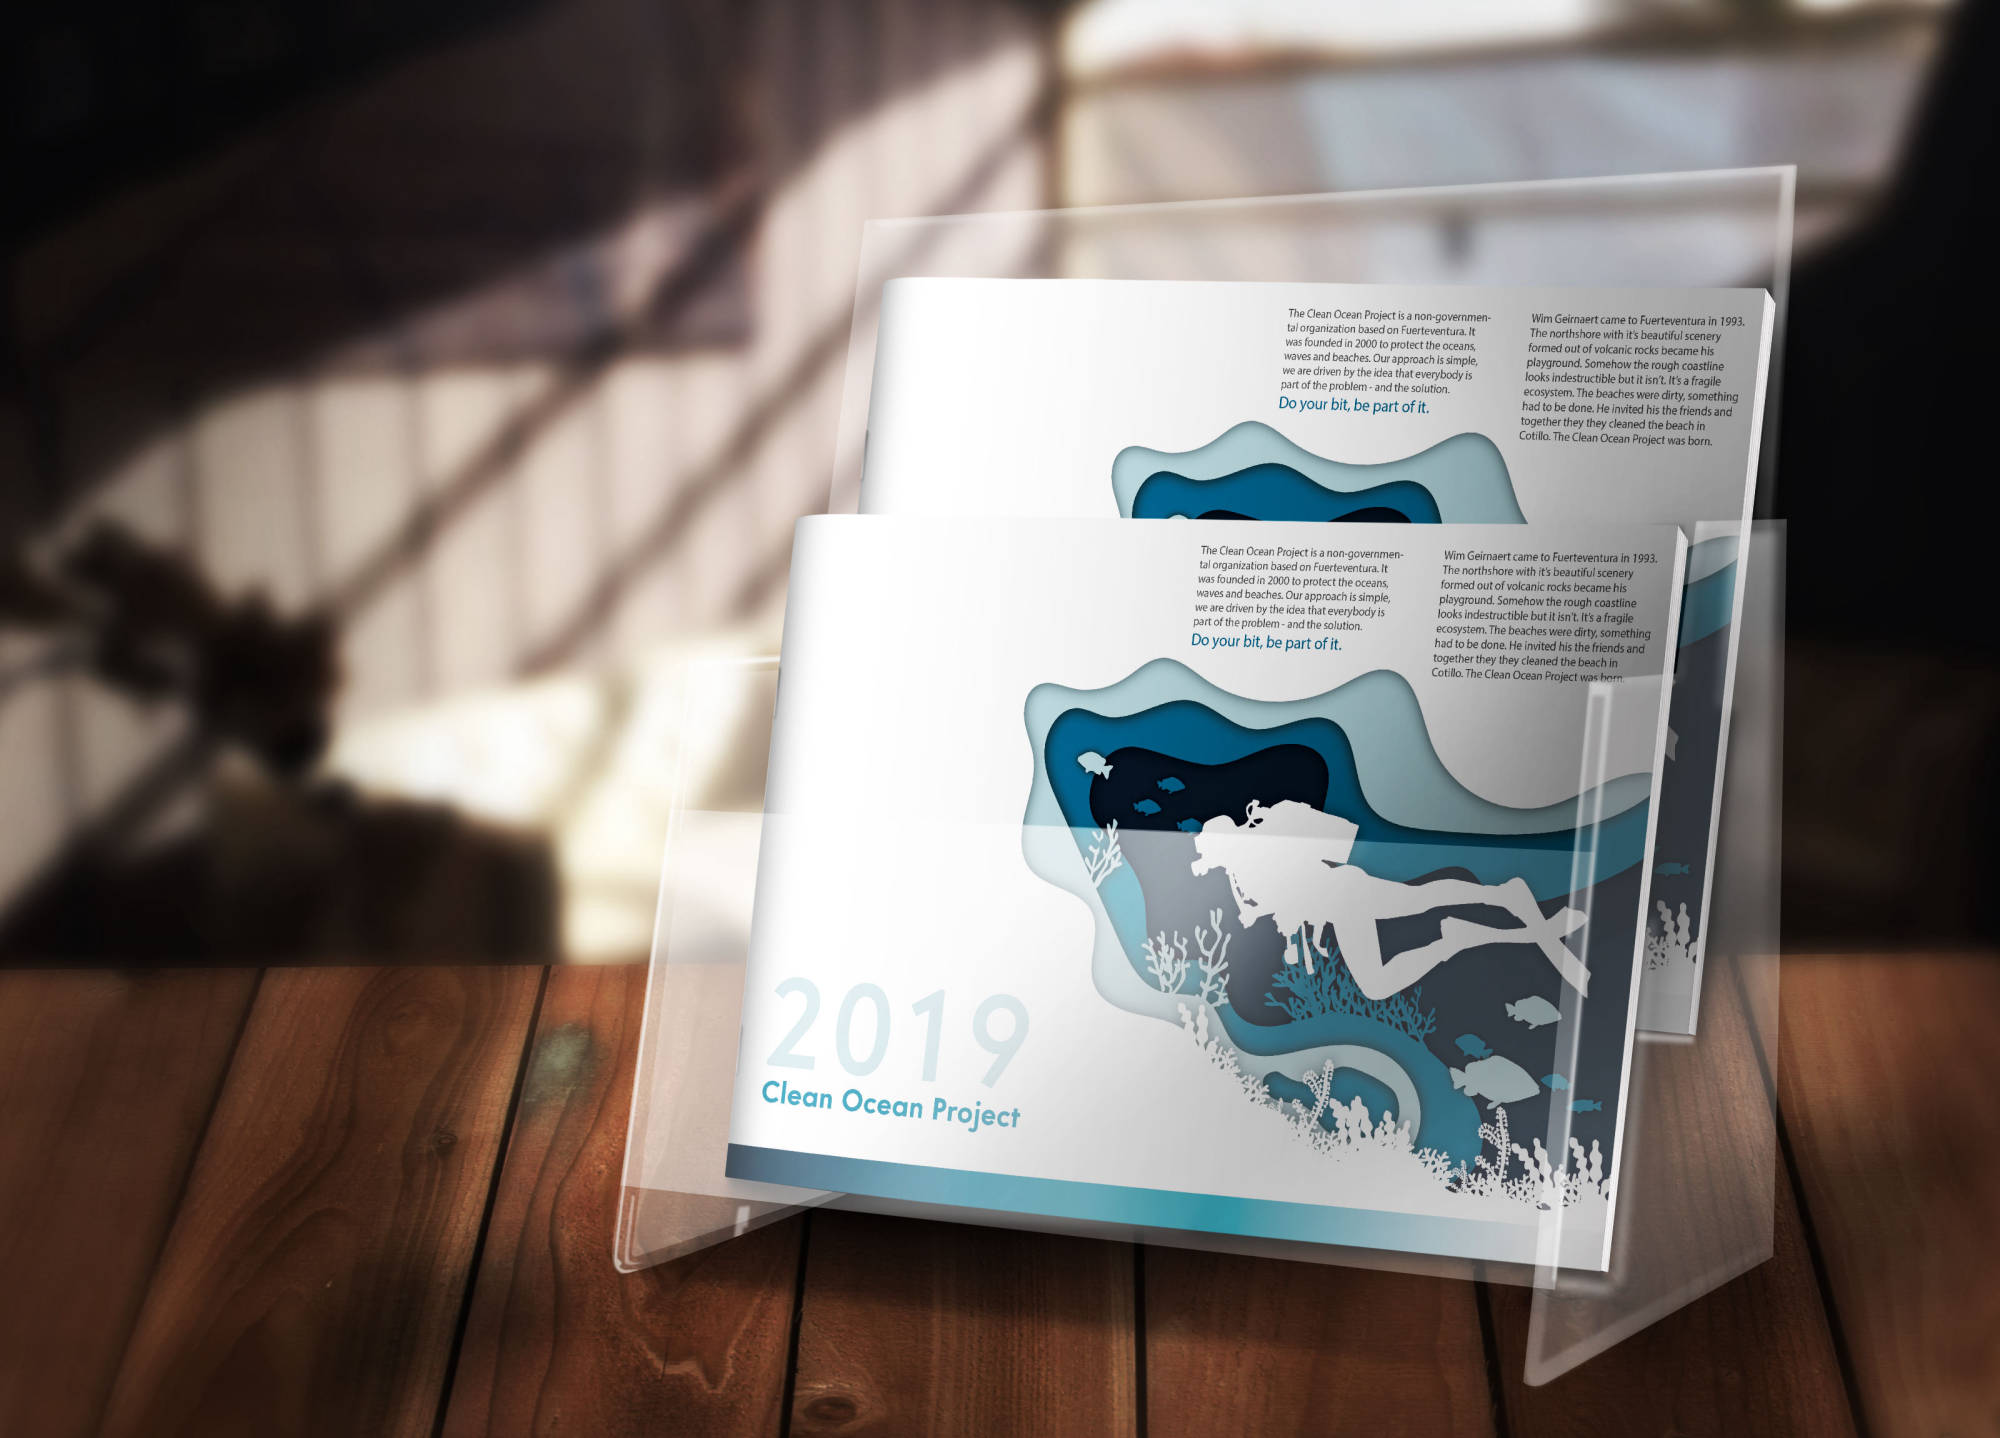 The Clean Ocean Project is a non-governmen-
tal organization based on Fuerteventura. It
was founded in 2000 to protect the oceans,
waves and beaches. Our approach is simple,
we are driven by the idea that everybody is
part of the problem - and the solution.
Do your bit, be part of it.
Wim Geirnaert came to Fuerteventura in 1993.
The northshore with it's beautiful scenery
formed out of volcanic rocks became his
playground. Somehow the rough coastline
looks indestructible but it isn't. It's a fragile
ecosystem. The beaches were dirty, something
had to be done. He invited his the friends and
together they they cleaned the beach in
Cotillo. The Clean Ocean Project was born.
The Clean Ocean Project is a non-governmen-
tal organization based on Fuerteventura. It
was founded in 2000 to protect the oceans,
waves and beaches. Our approach is simple,
we are driven by the idea that everybody is
part of the problem - and the solution.
Do your bit, be part of it.
Wim Geirnaert came to Fuerteventura in 1993.
The northshore with it's beautiful scenery
formed out of volcanic rocks became his
playground. Somehow the rough coastline
looks indestructible but it isn't. It's a fragile
ecosystem. The beaches were dirty, something
had to be done. He invited his the friends and
together they they cleaned the beach in
Cotillo. The Clean Ocean Project was born.
2019
Clean Ocean Project